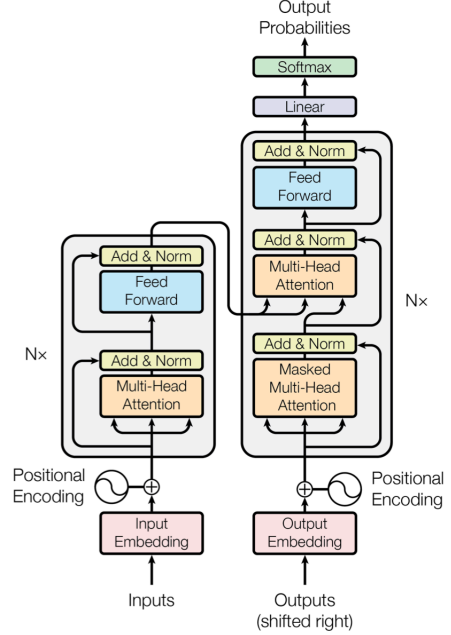 Output
Probabilities
Softmax
Linear
Add & Norm
Feed
Forward
Add & Norm
Multi-Head
Attention
Add & Norm
Masked
Multi-Head
Attention
N×
Add & Norm
Feed
Forward
Add & Norm
Multi-Head
Attention
N×
Positional
Encoding
Input
Embedding
Inputs
Positional
Encoding
Output
Embedding
Outputs
(shifted right)